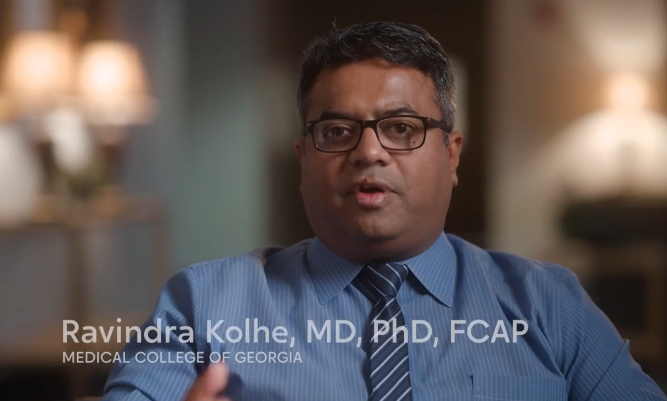 Ravindra Kolhe, MD, PhD, FCAP
MEDICAL COLLEGE OF GEORGIA